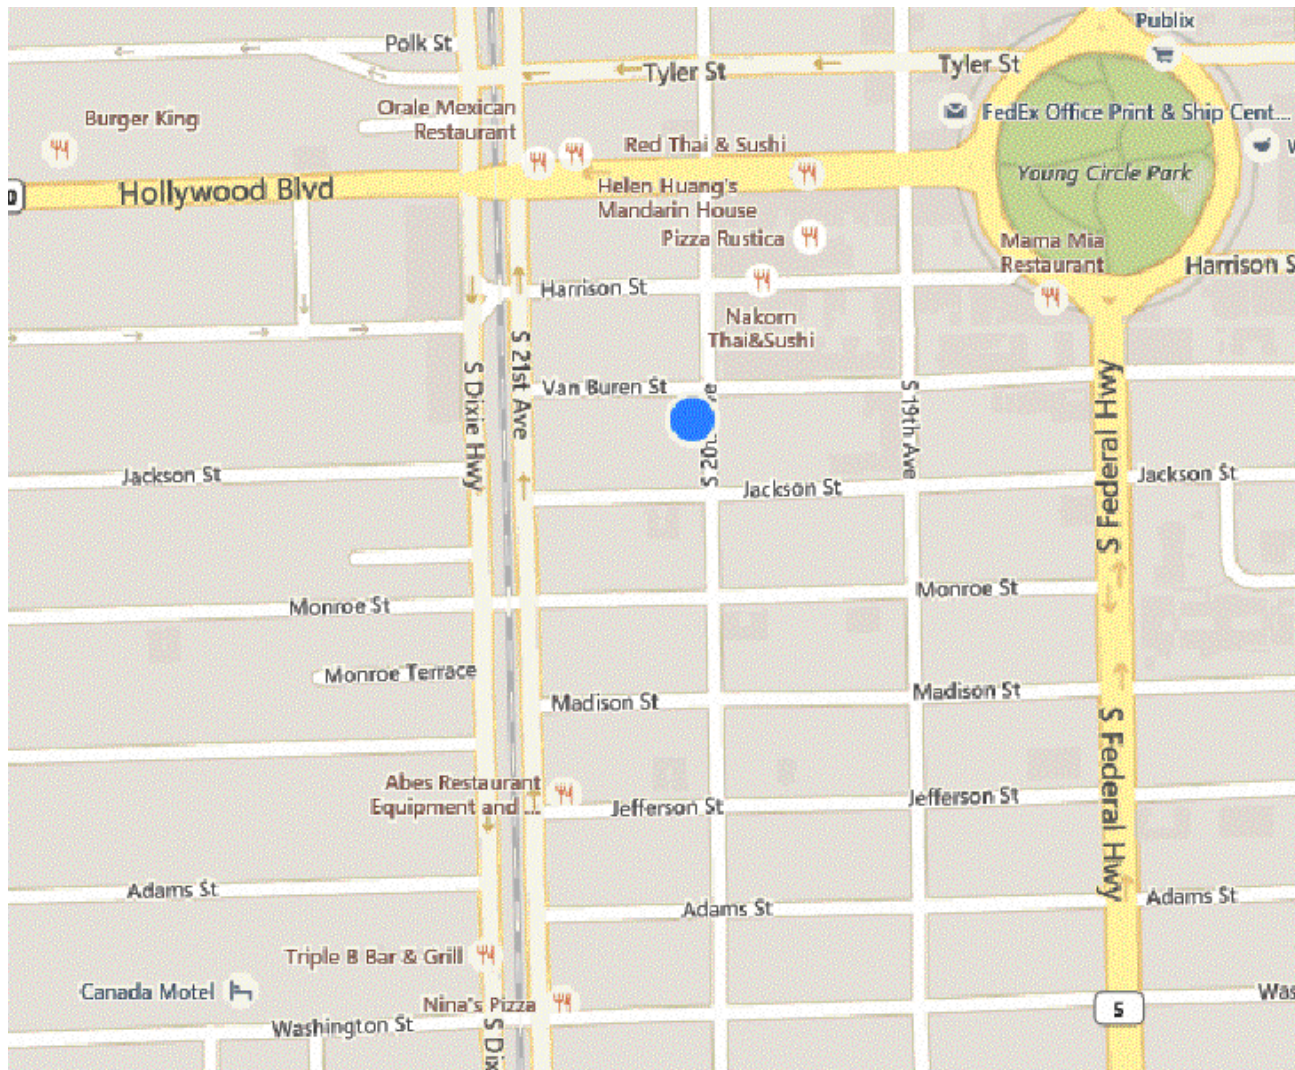 Publix
Polk St
Tyler St
Tyler St
Orale Mexican
Restaurant
Burger King
FedEx Office Print & Ship Cent...
Red Thai & Sushi
W
Young Circle Park
Hollywood Blvd
Helen Huang's
Mandarin House
Pizza Rustica
Mama Mia
Restaurant
Harrison S
Harrison St
Nakorn
Thai&Sushi
S 21st Ave
S Dixie Hwy
Van Buren St
S 19th Ave
S Federal Hwy
S 20
e
Jackson St
Jackson St
Jackson St
Monroe St
Monroe St
Monroe Terrace
Madison St
Madison St
S Federal Hwy
Abes Restaurant
Equipment and ...
Jefferson St
Jefferson St
Adams St
Adams St
Adams St
Triple B Bar & Grill
Canada Motel
Nina's Pizza
Was
5
Washington St
S Dix